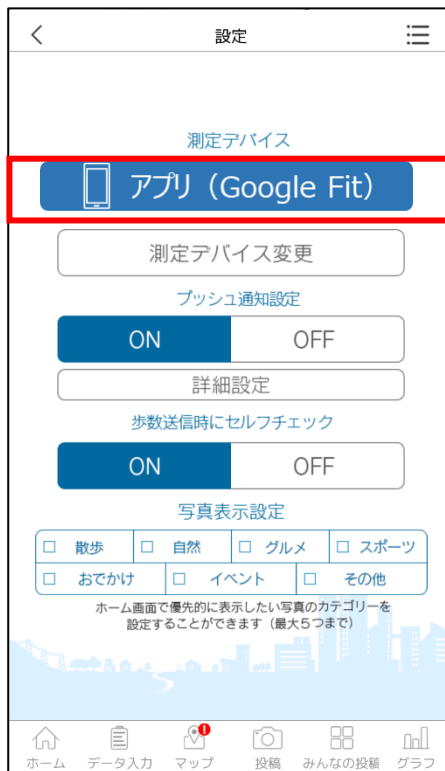 設定
測定デバイス
アプリ（Google Fit）
測定デバイス変更
プッシュ通知設定
ON OFF
詳細設定
歩数送信時にセルフチェック
ON OFF
写真表示設定
散歩 自然 グルメ スポーツ
おでかけ イベント その他
ホーム画面で優先的に表示したい写真のカテゴリーを
設定することができます（最大５つまで）
ホーム データ入力 マップ 投稿 みんなの投稿 グラフ